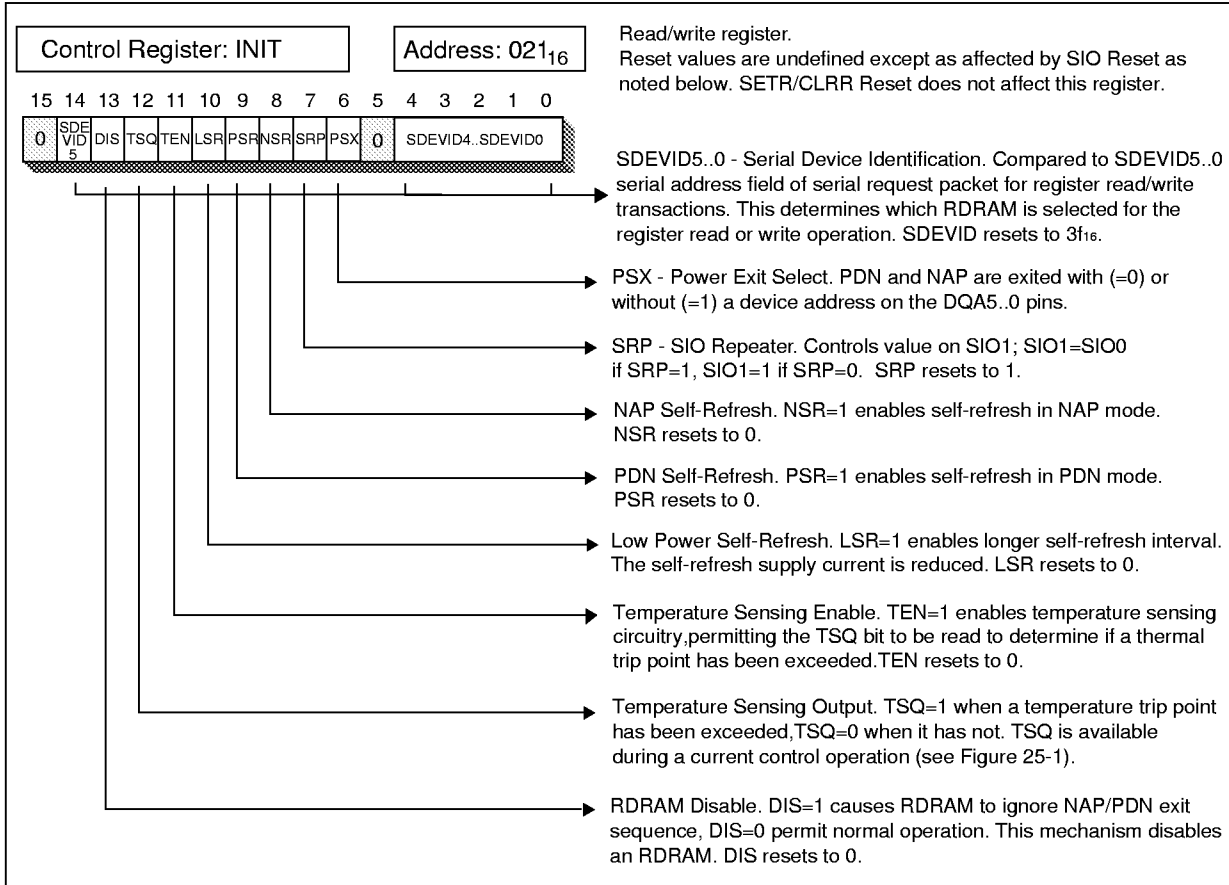 Control Register: INIT
Address: 021₁₆
Read/write register.
Reset values are undefined except as affected by SIO Reset as
noted below. SETR/CLRR Reset does not affect this register.
15 14 13 12 11 10 9 8 7 6 5 4 3 2 1 0
0 SDE VID 5 DIS TSQ TEN LSR PSR NSR SRP PSX 0 SDEVID4..SDEVID0
SDEVID5..0 - Serial Device Identification. Compared to SDEVID5..0
serial address field of serial request packet for register read/write
transactions. This determines which RDRAM is selected for the
register read or write operation. SDEVID resets to 3f₁₆.
PSX - Power Exit Select. PDN and NAP are exited with (=0) or
without (=1) a device address on the DQA5..0 pins.
SRP - SIO Repeater. Controls value on SIO1; SIO1=SIO0
if SRP=1, SIO1=1 if SRP=0. SRP resets to 1.
NAP Self-Refresh. NSR=1 enables self-refresh in NAP mode.
NSR resets to 0.
PDN Self-Refresh. PSR=1 enables self-refresh in PDN mode.
PSR resets to 0.
Low Power Self-Refresh. LSR=1 enables longer self-refresh interval.
The self-refresh supply current is reduced. LSR resets to 0.
Temperature Sensing Enable. TEN=1 enables temperature sensing
circuitry,permitting the TSQ bit to be read to determine if a thermal
trip point has been exceeded.TEN resets to 0.
Temperature Sensing Output. TSQ=1 when a temperature trip point
has been exceeded,TSQ=0 when it has not. TSQ is available
during a current control operation (see Figure 25-1).
RDRAM Disable. DIS=1 causes RDRAM to ignore NAP/PDN exit
sequence, DIS=0 permit normal operation. This mechanism disables
an RDRAM. DIS resets to 0.